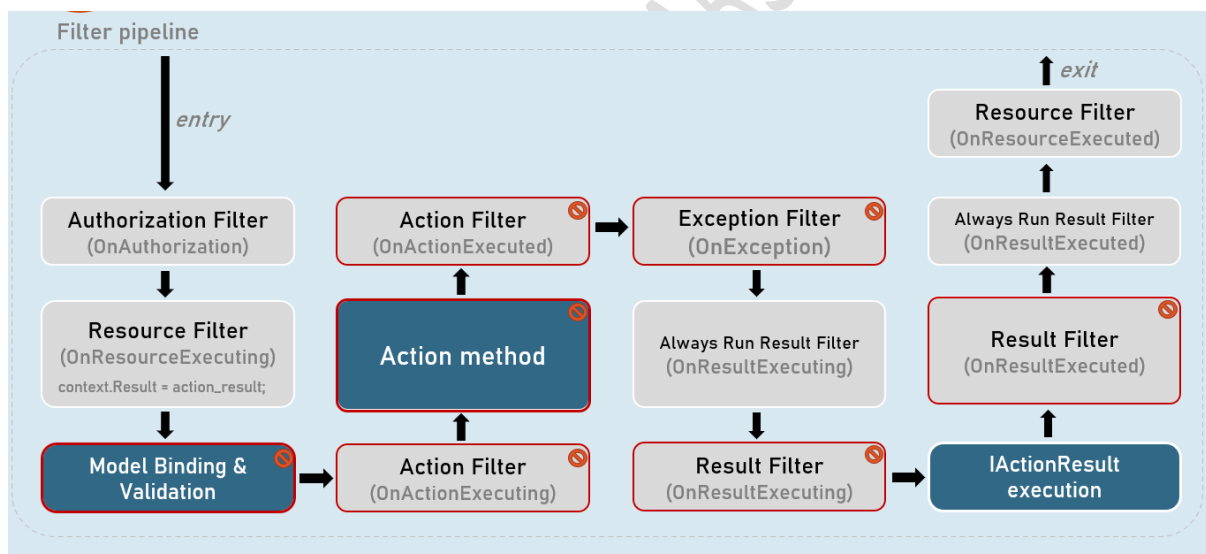 Filter pipeline
entry
Authorization Filter
(OnAuthorization)
Resource Filter
(OnResourceExecuting)
context.Result = action_result;
Model Binding &
Validation
Action Filter
(OnActionExecuting)
Action method
Action Filter
(OnActionExecuted)
Exception Filter
(OnException)
Always Run Result Filter
(OnResultExecuting)
Result Filter
(OnResultExecuting)
IActionResult
execution
Result Filter
(OnResultExecuted)
Always Run Result Filter
(OnResultExecuted)
Resource Filter
(OnResourceExecuted)
exit